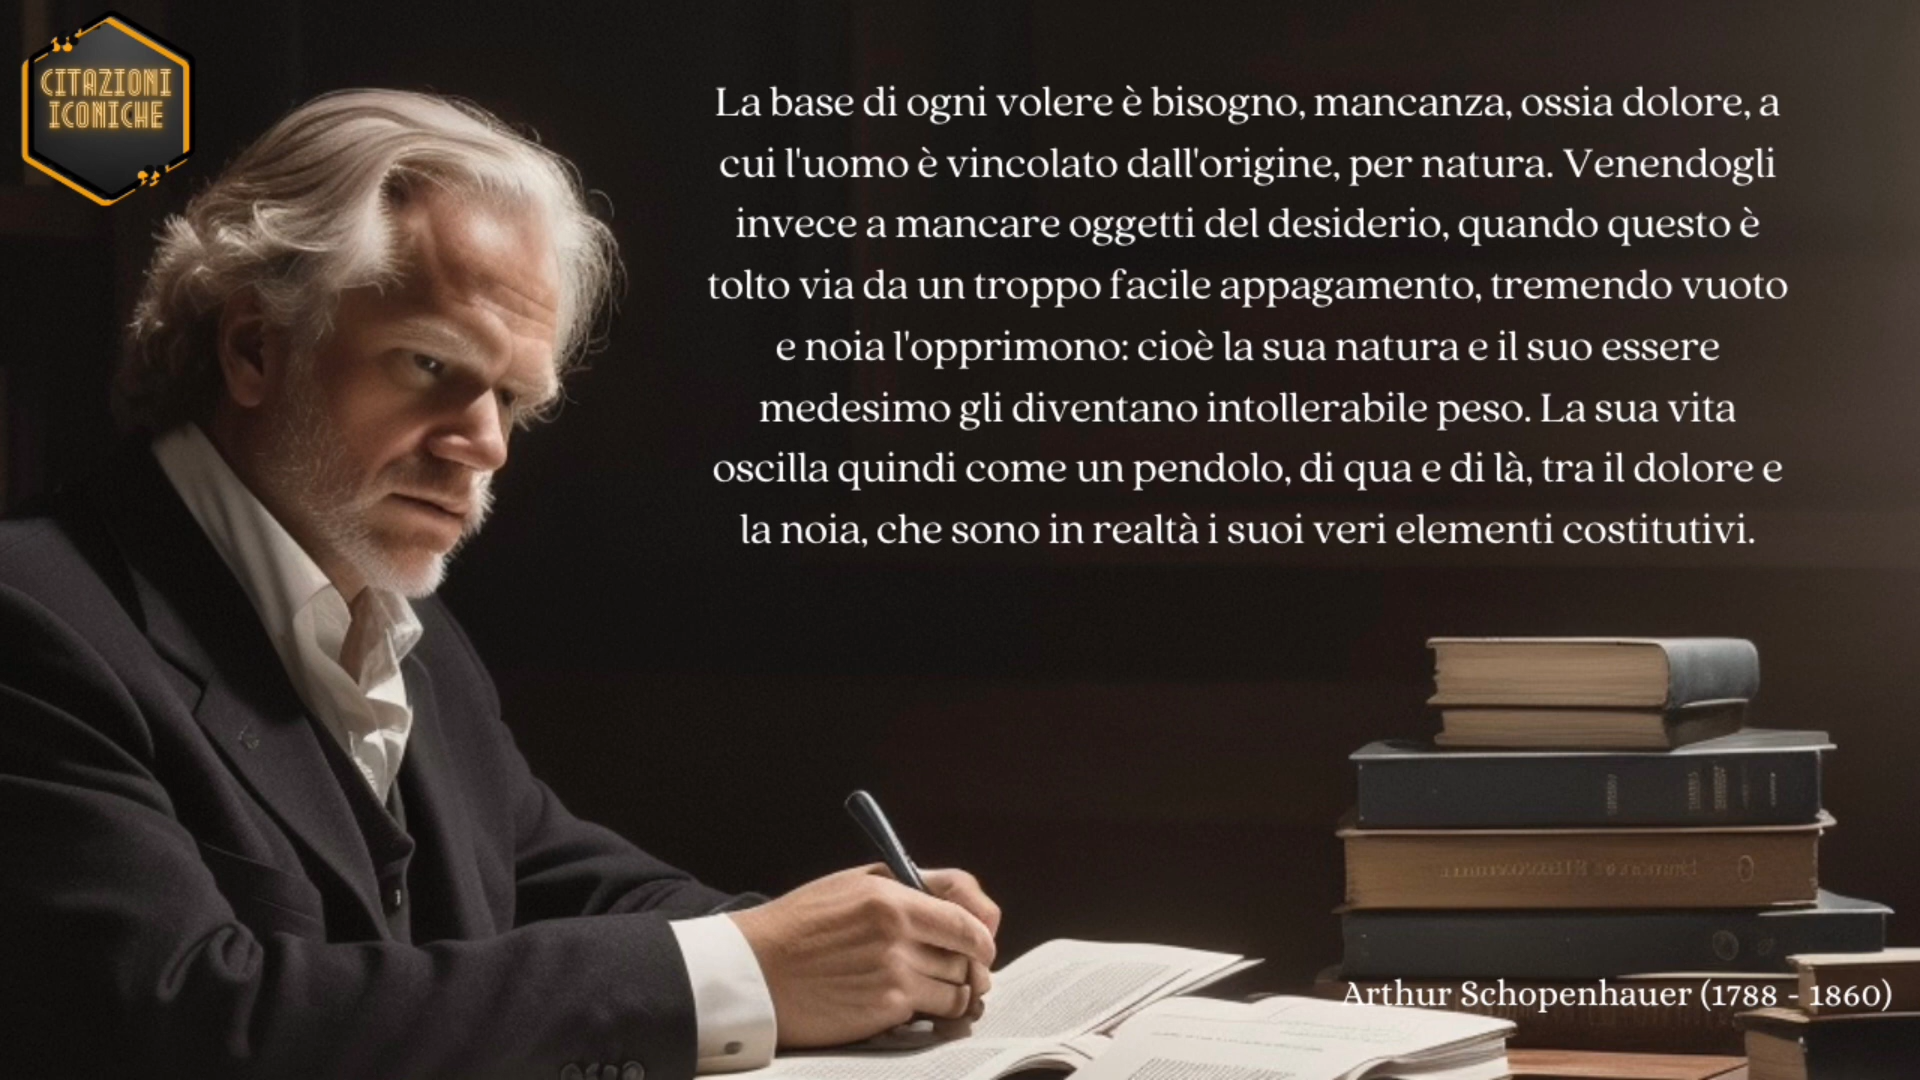 CITAZIONI
ICONICHE
La base di ogni volere è bisogno, mancanza, ossia dolore, a
cui l'uomo è vincolato dall'origine, per natura. Venendogli
invece a mancare oggetti del desiderio, quando questo è
tolto via da un troppo facile appagamento, tremendo vuoto
e noia l'opprimono: cioè la sua natura e il suo essere
medesimo gli diventano intollerabile peso. La sua vita
oscilla quindi come un pendolo, di qua e di là, tra il dolore e
la noia, che sono in realtà i suoi veri elementi costitutivi.
Arthur Schopenhauer (1788 - 1860)